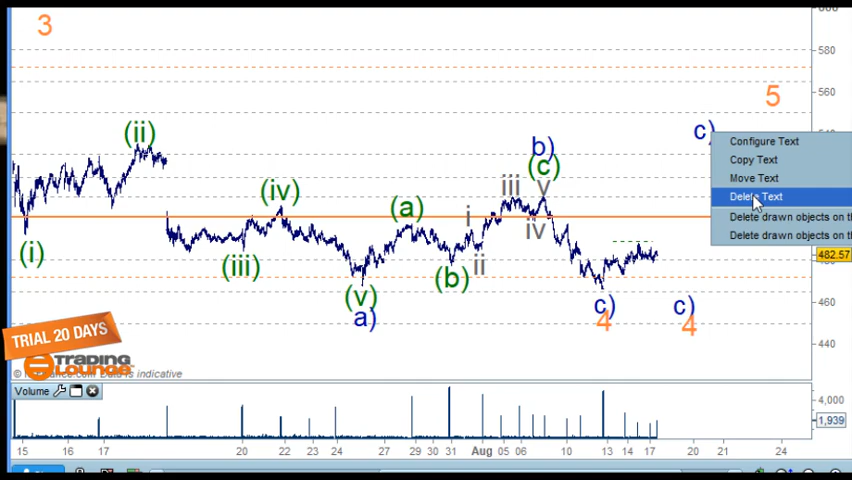 3
600
580
5
560
(ii)
c)
Configure Text
b)
Copy Text
(c)
(iv)
iii
v
Move Text
(a)
i
Delete Text
iv
Delete drawn objects on th
(i)
(iii)
(b)
ii
Delete drawn objects on th
482.57
(v)
c)
c)
460
a)
4
4
TRIAL 20 DAYS
440
TRADING
LOUNGE
Data is indicative
Volume
4,000
1,939
15
16
17
20
22
23
24
27
29
30
31
Aug
05
06
10
13
14
17
20
21
24